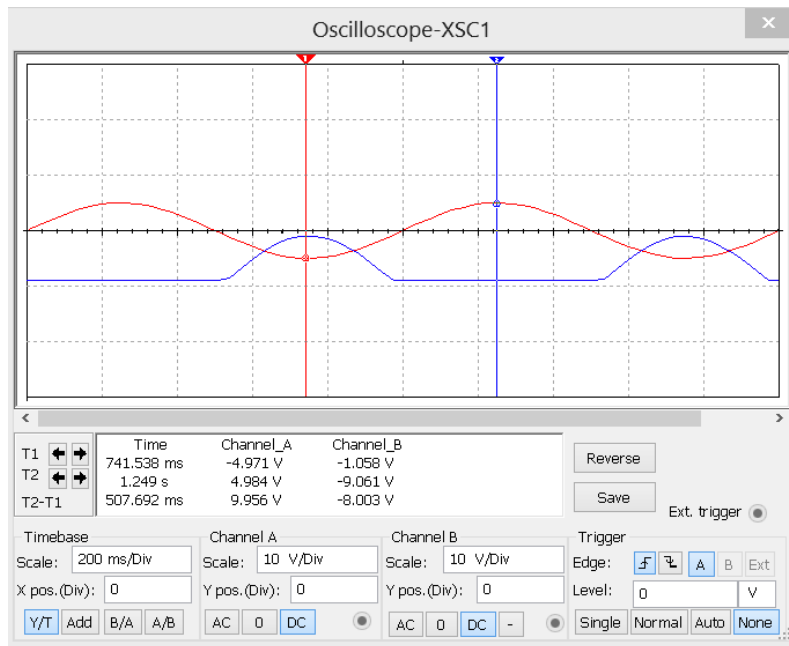 Oscilloscope-XSC1
1 2
Time Channel_A Channel_B
T1 741.538 ms -4.971 V -1.058 V
T2 1.249 s 4.984 V -9.061 V
T2-T1 507.692 ms 9.956 V -8.003 V
Reverse
Save
Ext. trigger
Timebase Channel A Channel B Trigger
Scale: 200 ms/Div Scale: 10 V/Div Scale: 10 V/Div Edge: A B Ext
X pos.(Div): 0 Y pos.(Div): 0 Y pos.(Div): 0 Level: 0 V
Y/T Add B/A A/B AC 0 DC AC 0 DC - Single Normal Auto None